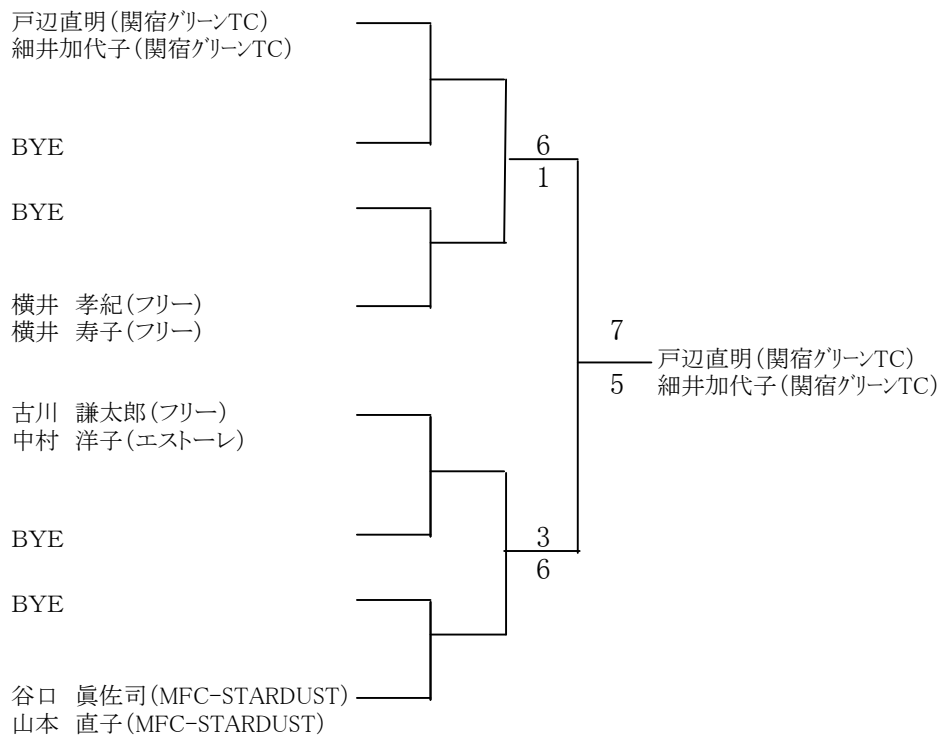 戸辺直明(関宿ｸﾞﾘｰﾝTC)
細井加代子(関宿ｸﾞﾘｰﾝTC)
BYE
6
1
BYE
横井　孝紀(フリー)
横井　寿子(フリー)
7
5
戸辺直明(関宿ｸﾞﾘｰﾝTC)
細井加代子(関宿ｸﾞﾘｰﾝTC)
古川　謙太郎(フリー)
中村　洋子(エストーレ)
BYE
3
6
BYE
谷口　眞佐司(MFC-STARDUST)
山本　直子(MFC-STARDUST)